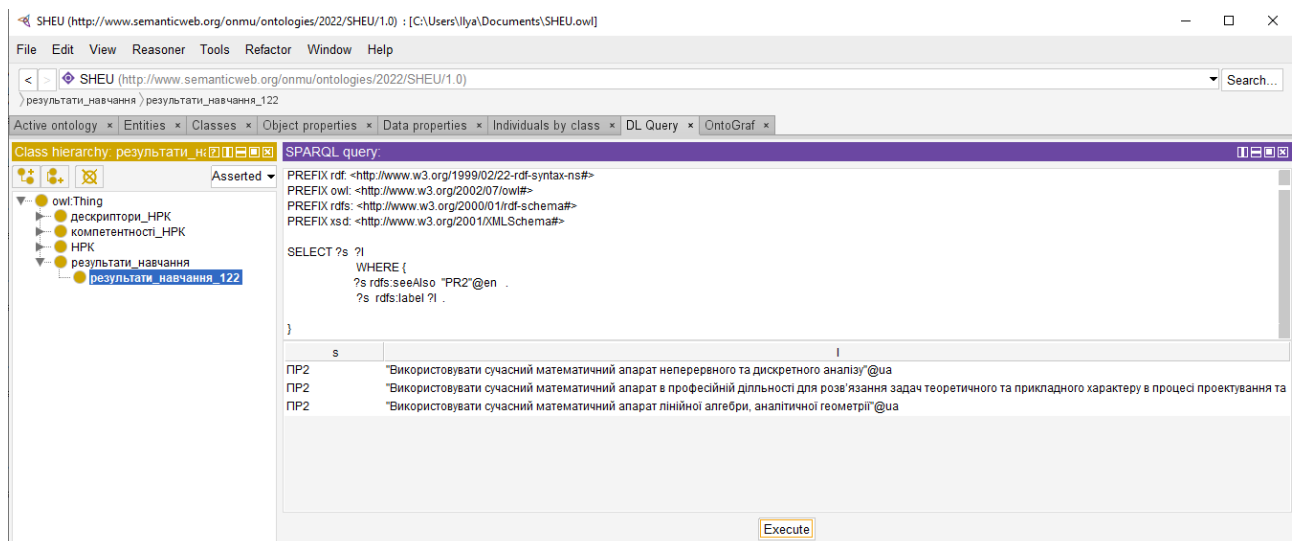 SHEU (http://www.semanticweb.org/onmu/ontologies/2022/SHEU/1.0) : [C:\Users\Ilya\Documents\SHEU.owl]
File Edit View Reasoner Tools Refactor Window Help
< > SHEU (http://www.semanticweb.org/onmu/ontologies/2022/SHEU/1.0) Search...
результати_навчання результати_навчання_122
Active ontology × Entities × Classes × Object properties × Data properties × Individuals by class × DL Query × OntoGraf ×
Class hierarchy: результати_на
Asserted
owl:Thing
дескриптори_НРК
компетентності_НРК
НРК
результати_навчання
результати_навчання_122
SPARQL query:
PREFIX rdf: <http://www.w3.org/1999/02/22-rdf-syntax-ns#>
PREFIX owl: <http://www.w3.org/2002/07/owl#>
PREFIX rdfs: <http://www.w3.org/2000/01/rdf-schema#>
PREFIX xsd: <http://www.w3.org/2001/XMLSchema#>
SELECT ?s ?l
WHERE {
?s rdfs:seeAlso "PR2"@en .
?s rdfs:label ?l .
}
s l
ПР2 "Використовувати сучасний математичний апарат неперервного та дискретного аналізу"@ua
ПР2 "Використовувати сучасний математичний апарат в професійній діяльності для розв'язання задач теоретичного та прикладного характеру в процесі проектування та
ПР2 "Використовувати сучасний математичний апарат лінійної алгебри, аналітичної геометрії"@ua
Execute